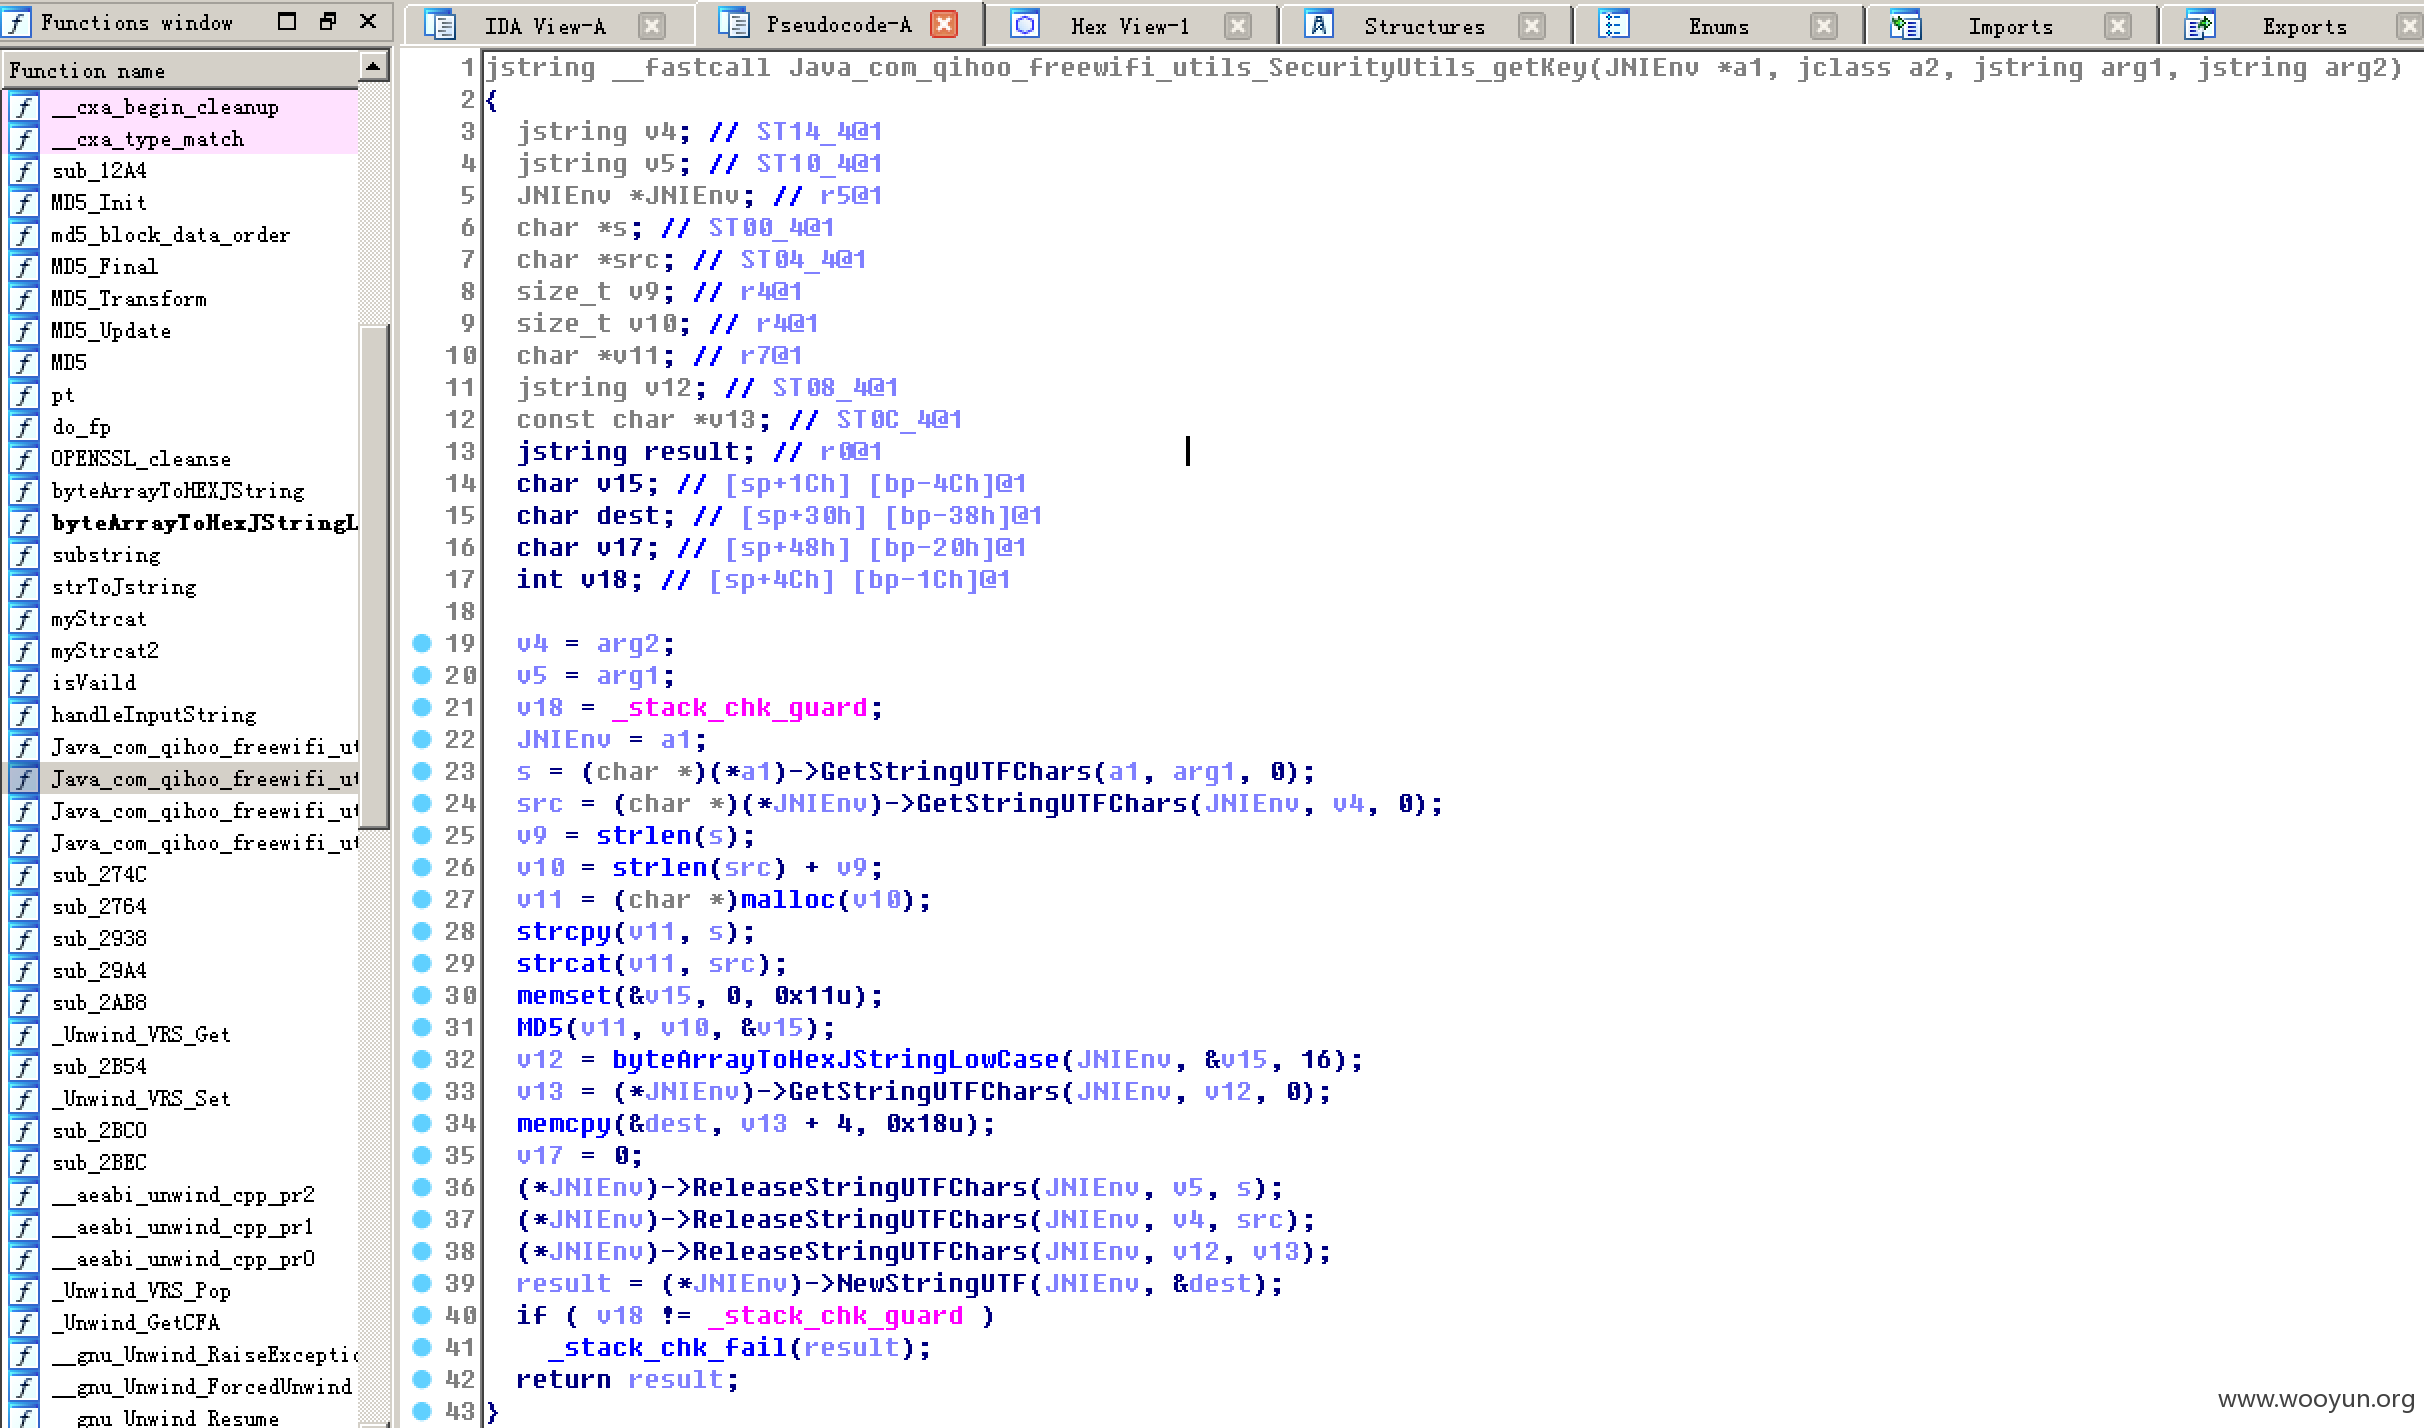 Functions window
IDA View-A
Pseudocode-A
Hex View-1
Structures
Enums
Imports
Exports
Function name
__cxa_begin_cleanup
__cxa_type_match
sub_12A4
MD5_Init
md5_block_data_order
MD5_Final
MD5_Transform
MD5_Update
MD5
pt
do_fp
OPENSSL_cleanse
byteArrayToHEXJString
byteArrayToHexJStringL
substring
strToJstring
myStrcat
myStrcat2
isVaild
handleInputString
Java_com_qihoo_freewifi_ut
Java_com_qihoo_freewifi_ut
Java_com_qihoo_freewifi_ut
Java_com_qihoo_freewifi_ut
sub_274C
sub_2764
sub_2938
sub_29A4
sub_2AB8
_Unwind_VRS_Get
sub_2B54
_Unwind_VRS_Set
sub_2BC0
sub_2BEC
__aeabi_unwind_cpp_pr2
__aeabi_unwind_cpp_pr1
__aeabi_unwind_cpp_pr0
_Unwind_VRS_Pop
_Unwind_GetCFA
__gnu_Unwind_RaiseExceptic
__gnu_Unwind_ForcedUnwind
__gnu_Unwind_Resume
1 jstring __fastcall Java_com_qihoo_freewifi_utils_SecurityUtils_getKey(JNIEnv *a1, jclass a2, jstring arg1, jstring arg2)
2 {
3 jstring v4; // ST14_4@1
4 jstring v5; // ST10_4@1
5 JNIEnv *JNIEnv; // r5@1
6 char *s; // ST00_4@1
7 char *src; // ST04_4@1
8 size_t v9; // r4@1
9 size_t v10; // r4@1
10 char *v11; // r7@1
11 jstring v12; // ST08_4@1
12 const char *v13; // ST0C_4@1
13 jstring result; // r0@1
14 char v15; // [sp+1Ch] [bp-4Ch]@1
15 char dest; // [sp+30h] [bp-38h]@1
16 char v17; // [sp+48h] [bp-20h]@1
17 int v18; // [sp+4Ch] [bp-1Ch]@1
18
19 v4 = arg2;
20 v5 = arg1;
21 v18 = _stack_chk_guard;
22 JNIEnv = a1;
23 s = (char *)(*a1)->GetStringUTFChars(a1, arg1, 0);
24 src = (char *)(*JNIEnv)->GetStringUTFChars(JNIEnv, v4, 0);
25 v9 = strlen(s);
26 v10 = strlen(src) + v9;
27 v11 = (char *)malloc(v10);
28 strcpy(v11, s);
29 strcat(v11, src);
30 memset(&v15, 0, 0x11u);
31 MD5(v11, v10, &v15);
32 v12 = byteArrayToHexJStringLowCase(JNIEnv, &v15, 16);
33 v13 = (*JNIEnv)->GetStringUTFChars(JNIEnv, v12, 0);
34 memcpy(&dest, v13 + 4, 0x18u);
35 v17 = 0;
36 (*JNIEnv)->ReleaseStringUTFChars(JNIEnv, v5, s);
37 (*JNIEnv)->ReleaseStringUTFChars(JNIEnv, v4, src);
38 (*JNIEnv)->ReleaseStringUTFChars(JNIEnv, v12, v13);
39 result = (*JNIEnv)->NewStringUTF(JNIEnv, &dest);
40 if ( v18 != _stack_chk_guard )
41 _stack_chk_fail(result);
42 return result;
43 }
www.wooyun.org